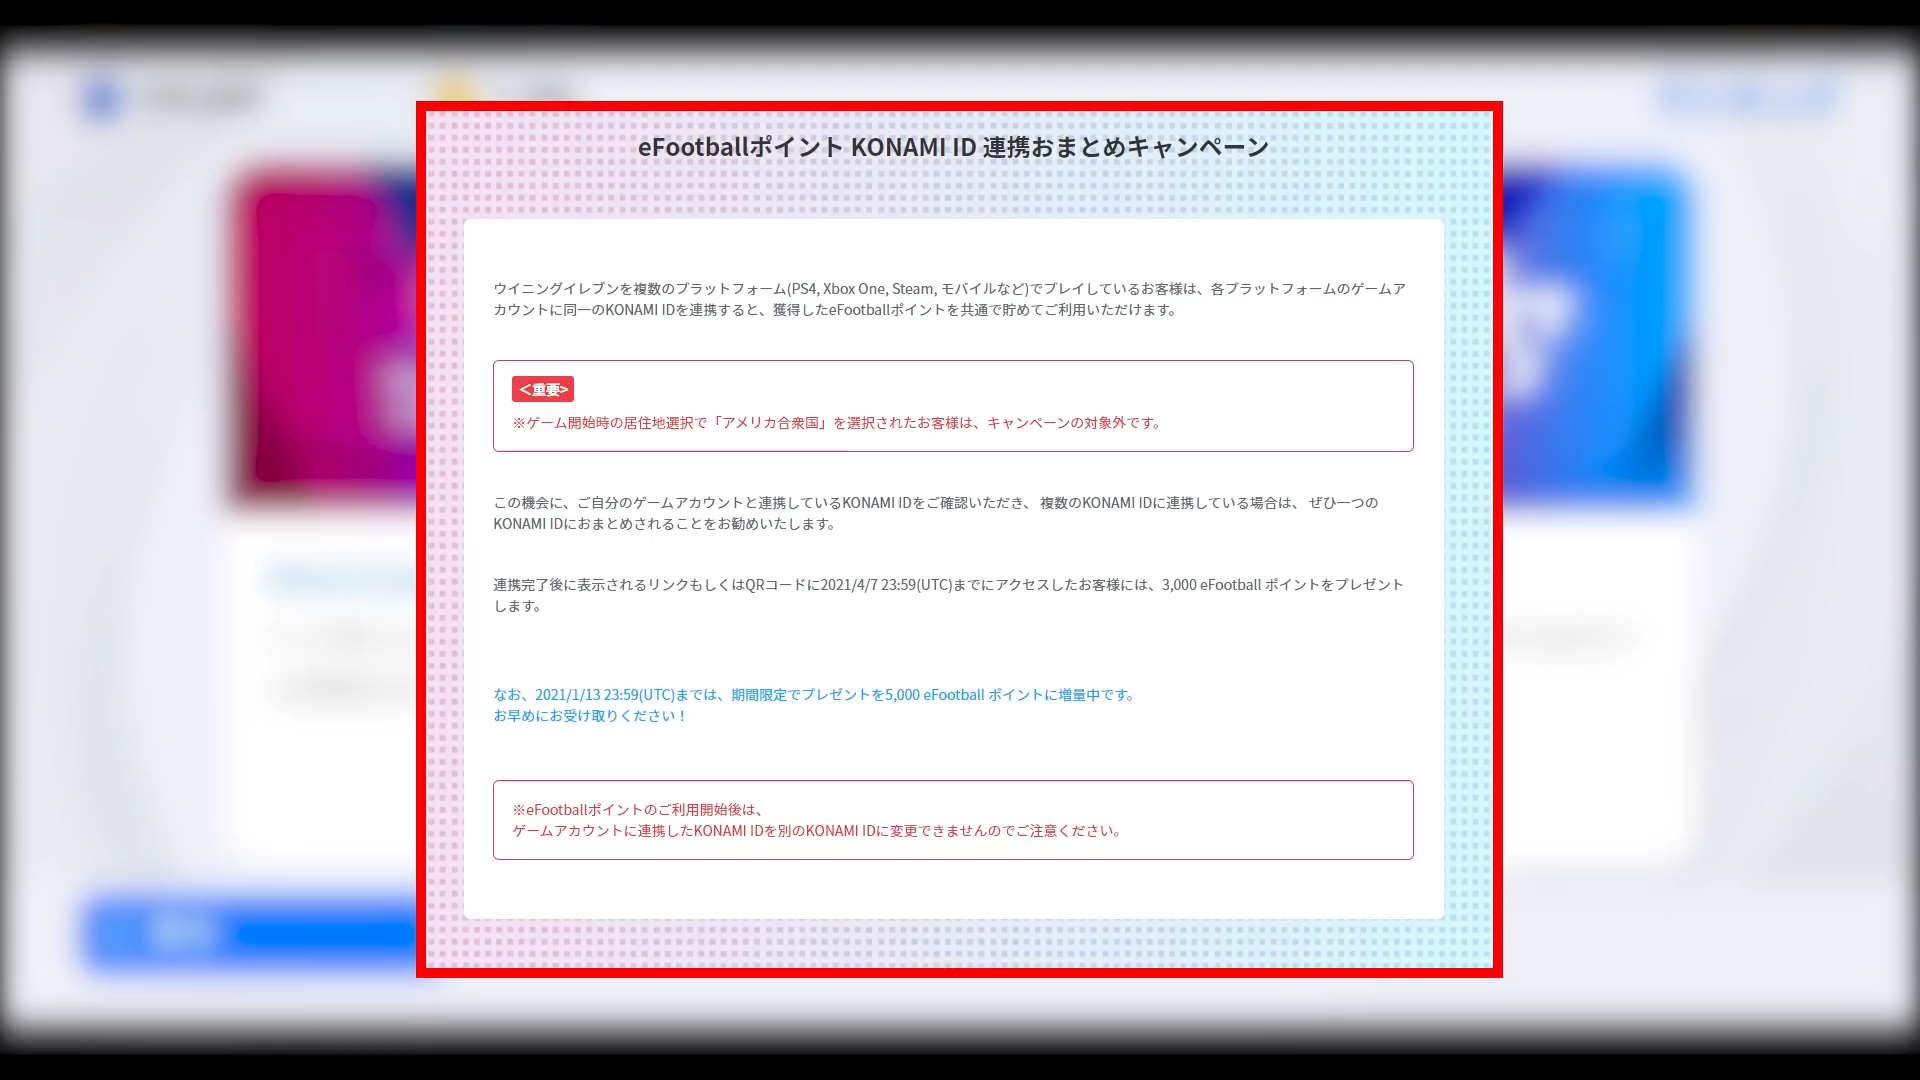 eFootballポイント KONAMI ID 連携おまとめキャンペーン
ウイニングイレブンを複数のプラットフォーム(PS4, Xbox One, Steam, モバイルなど)でプレイしているお客様は、各プラットフォームのゲームア
カウントに同一のKONAMI IDを連携すると、獲得したeFootballポイントを共通で貯めてご利用いただけます。
<重要>
※ゲーム開始時の居住地選択で「アメリカ合衆国」を選択されたお客様は、キャンペーンの対象外です。
この機会に、ご自分のゲームアカウントと連携しているKONAMI IDをご確認いただき、 複数のKONAMI IDに連携している場合は、 ぜひ一つの
KONAMI IDにおまとめされることをお勧めいたします。
連携完了後に表示されるリンクもしくはQRコードに2021/4/7 23:59(UTC)までにアクセスしたお客様には、3,000 eFootball ポイントをプレゼント
します。
なお、2021/1/13 23:59(UTC)までは、期間限定でプレゼントを5,000 eFootball ポイントに増量中です。
お早めにお受け取りください！
※eFootballポイントのご利用開始後は、
ゲームアカウントに連携したKONAMI IDを別のKONAMI IDに変更できませんのでご注意ください。